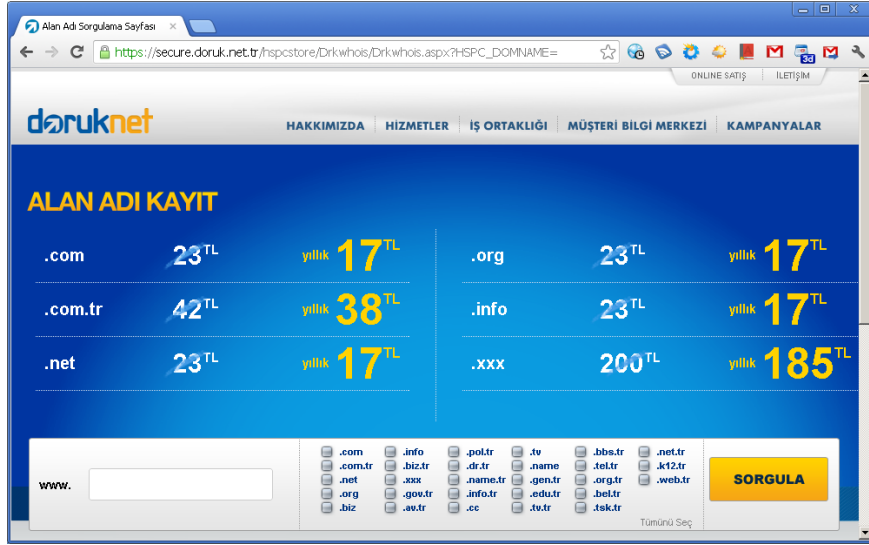 Alan Adı Sorgulama Sayfası
https://secure.doruk.net.tr/hspcstore/Drkwhois/Drkwhois.aspx?HSPC_DOMNAME=
3d
ONLINE SATIŞ İLETİŞİM
doruknet
HAKKIMIZDA HİZMETLER İŞ ORTAKLIĞI MÜŞTERİ BİLGİ MERKEZİ KAMPANYALAR
ALAN ADI KAYIT
.com 23TL yıllık 17TL .org 23TL yıllık 17TL
.com.tr 42TL yıllık 38TL .info 23TL yıllık 17TL
.net 23TL yıllık 17TL .xxx 200TL yıllık 185TL
.com .info .pol.tr .tv .bbs.tr .net.tr
.com.tr .biz.tr .dr.tr .name .tel.tr .k12.tr
www. .net .xxx .name.tr .gen.tr .org.tr .web.tr SORGULA
.org .gov.tr .info.tr .edu.tr .bel.tr
.biz .av.tr .cc .tv.tr .tsk.tr
Tümünü Seç